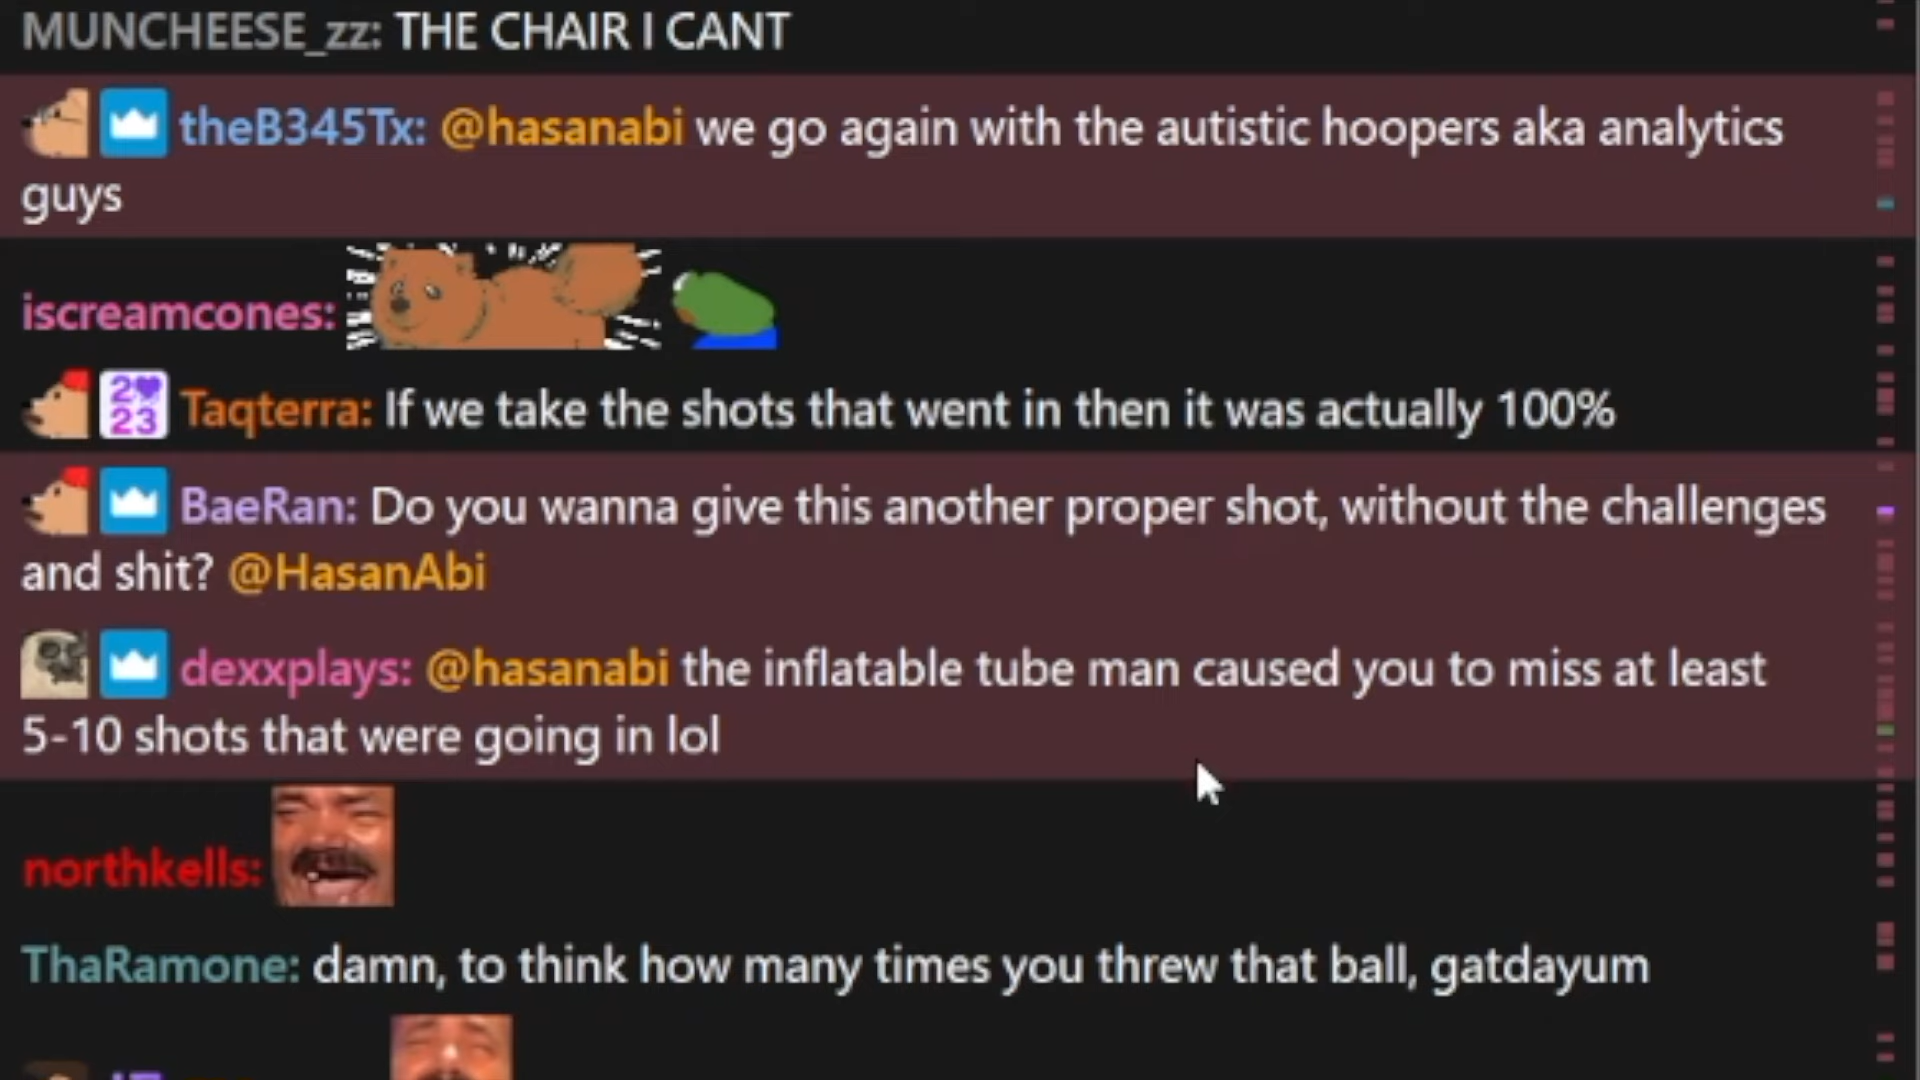 MUNCHEESE_zz: THE CHAIR I CANT
theB345Tx: @hasanabi we go again with the autistic hoopers aka analytics
guys
iscreamcones:
2023 Taqterra: If we take the shots that went in then it was actually 100%
BaeRan: Do you wanna give this another proper shot, without the challenges
and shit? @HasanAbi
dexxplays: @hasanabi the inflatable tube man caused you to miss at least
5-10 shots that were going in lol
northkells:
ThaRamone: damn, to think how many times you threw that ball, gatdayum